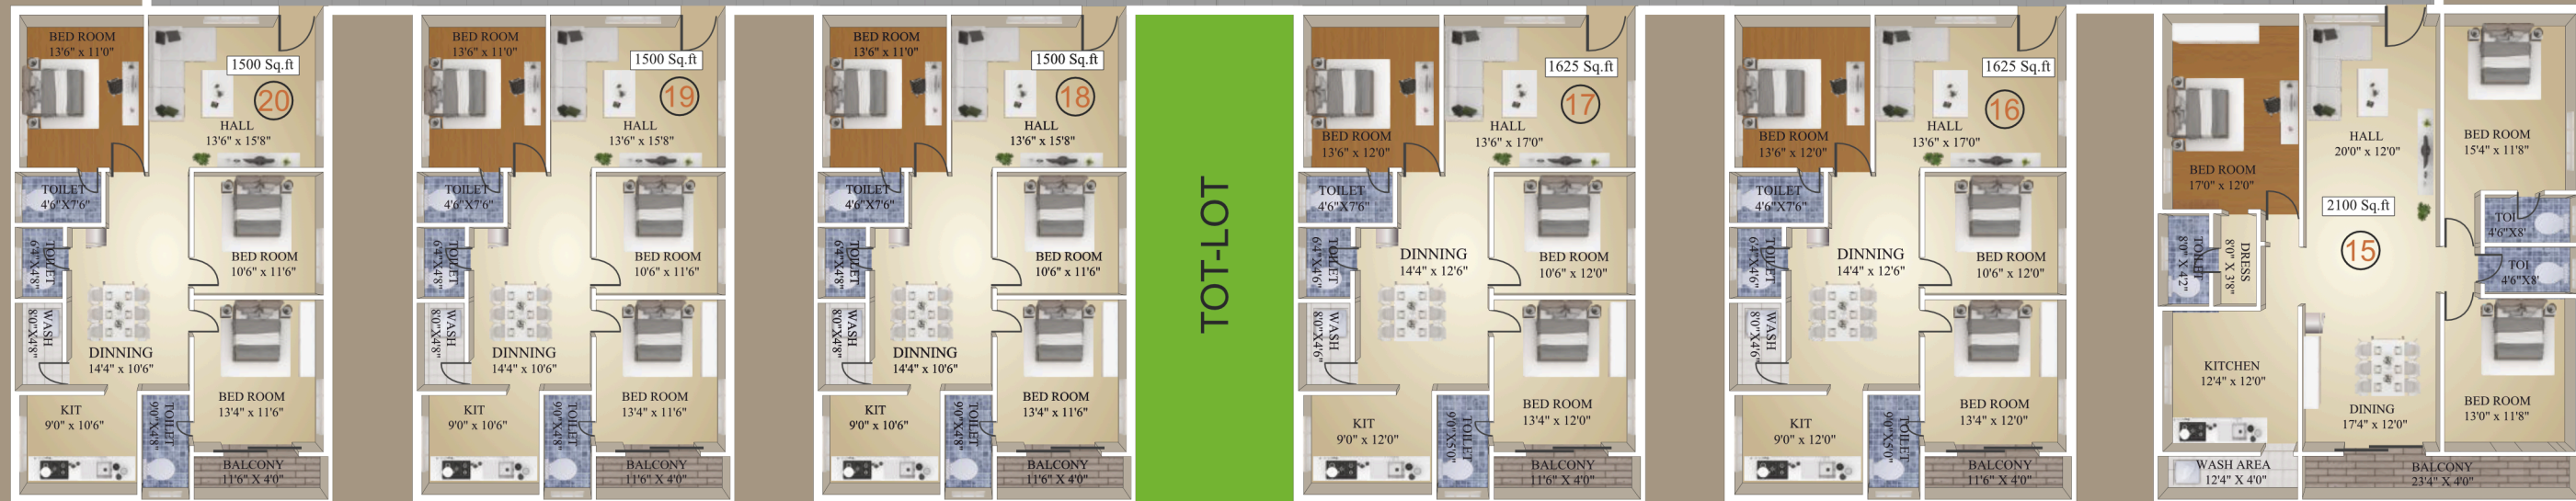 BED ROOM
13'6" x 11'0"
1500 Sq.ft
20
HALL
13'6" x 15'8"
TOILET
4'6"X7'6"
TOILET
6'4"X4'8"
BED ROOM
10'6" x 11'6"
WASH
8'0"X4'8"
DINNING
14'4" x 10'6"
BED ROOM
13'4" x 11'6"
KIT
9'0" x 10'6"
TOILET
9'0"X4'8"
BALCONY
11'6" X 4'0"
BED ROOM
13'6" x 11'0"
1500 Sq.ft
19
HALL
13'6" x 15'8"
TOILET
4'6"X7'6"
TOILET
6'4"X4'8"
BED ROOM
10'6" x 11'6"
WASH
8'0"X4'8"
DINNING
14'4" x 10'6"
BED ROOM
13'4" x 11'6"
KIT
9'0" x 10'6"
TOILET
9'0"X4'8"
BALCONY
11'6" X 4'0"
BED ROOM
13'6" x 11'0"
1500 Sq.ft
18
HALL
13'6" x 15'8"
TOILET
4'6"X7'6"
TOILET
6'4"X4'8"
BED ROOM
10'6" x 11'6"
WASH
8'0"X4'8"
DINNING
14'4" x 10'6"
BED ROOM
13'4" x 11'6"
KIT
9'0" x 10'6"
TOILET
9'0"X4'8"
BALCONY
11'6" X 4'0"
TOT-LOT
1625 Sq.ft
17
BED ROOM
13'6" x 12'0"
HALL
13'6" x 17'0"
TOILET
4'6"X7'6"
TOILET
6'4"X4'6"
DINNING
14'4" x 12'6"
BED ROOM
10'6" x 12'0"
WASH
8'0"X4'6"
BED ROOM
13'4" x 12'0"
KIT
9'0" x 12'0"
TOILET
9'0"X5'0"
BALCONY
11'6" X 4'0"
1625 Sq.ft
16
BED ROOM
13'6" x 12'0"
HALL
13'6" x 17'0"
TOILET
4'6"X7'6"
TOILET
6'4"X4'6"
DINNING
14'4" x 12'6"
BED ROOM
10'6" x 12'0"
WASH
8'0"X4'6"
BED ROOM
13'4" x 12'0"
KIT
9'0" x 12'0"
TOILET
9'0"X5'0"
BALCONY
11'6" X 4'0"
HALL
20'0" x 12'0"
BED ROOM
15'4" x 11'8"
BED ROOM
17'0" x 12'0"
2100 Sq.ft
15
TOI
4'6"X8'
TOILET
8'0" X 4'2"
DRESS
8'0" X 3'8"
TOI
4'6"X8'
KITCHEN
12'4" x 12'0"
DINING
17'4" x 12'0"
BED ROOM
13'0" x 11'8"
WASH AREA
12'4" X 4'0"
BALCONY
23'4" X 4'0"